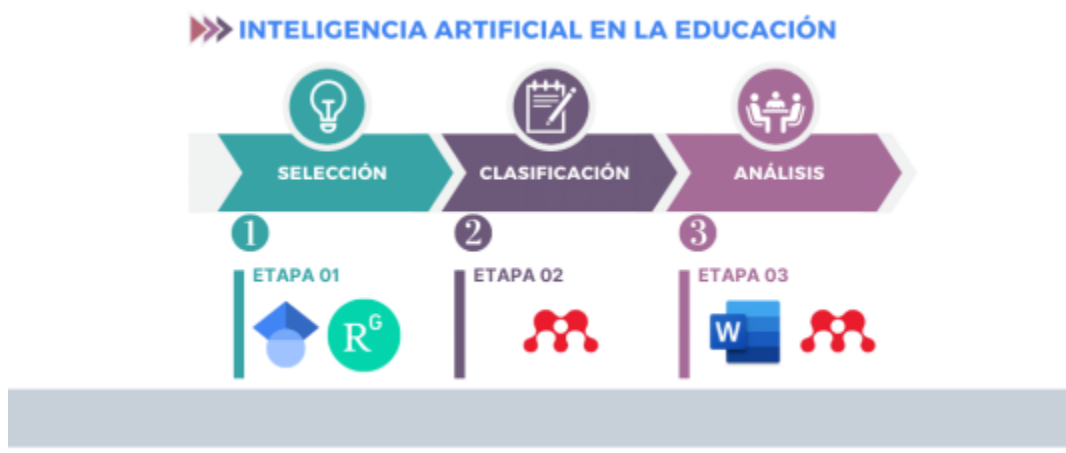 INTELIGENCIA ARTIFICIAL EN LA EDUCACIÓN
SELECCIÓN
CLASIFICACIÓN
ANÁLISIS
1
2
3
ETAPA 01
ETAPA 02
ETAPA 03
R^G
W